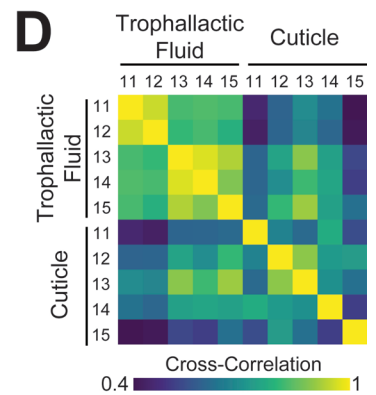 D
Trophallactic
Fluid
Cuticle
11 12 13 14 15 11 12 13 14 15
Trophallactic
Fluid
11
12
13
14
15
Cuticle
11
12
13
14
15
Cross-Correlation
0.4 1